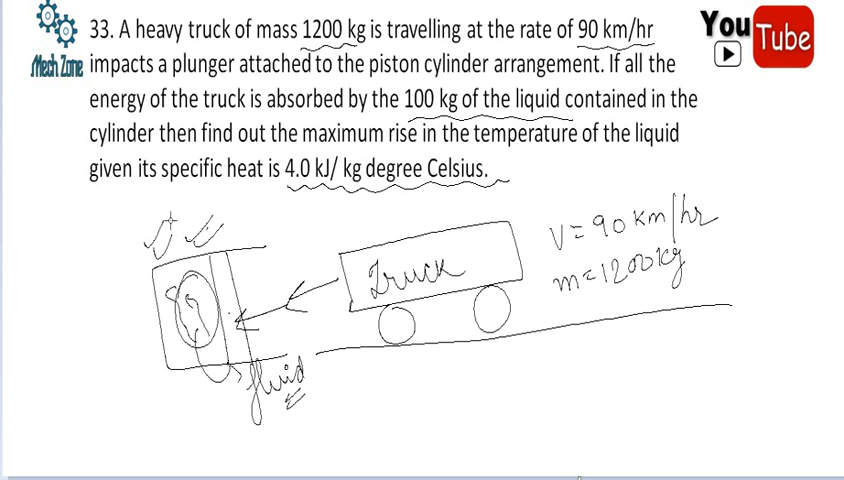 33. A heavy truck of mass 1200 kg is travelling at the rate of 90 km/hr
impacts a plunger attached to the piston cylinder arrangement. If all the
energy of the truck is absorbed by the 100 kg of the liquid contained in the
cylinder then find out the maximum rise in the temperature of the liquid
given its specific heat is 4.0 kJ/ kg degree Celsius.
You
Tube
Mech Zone
V = 90 km/hr
m = 1200 kg
Truck
fluid